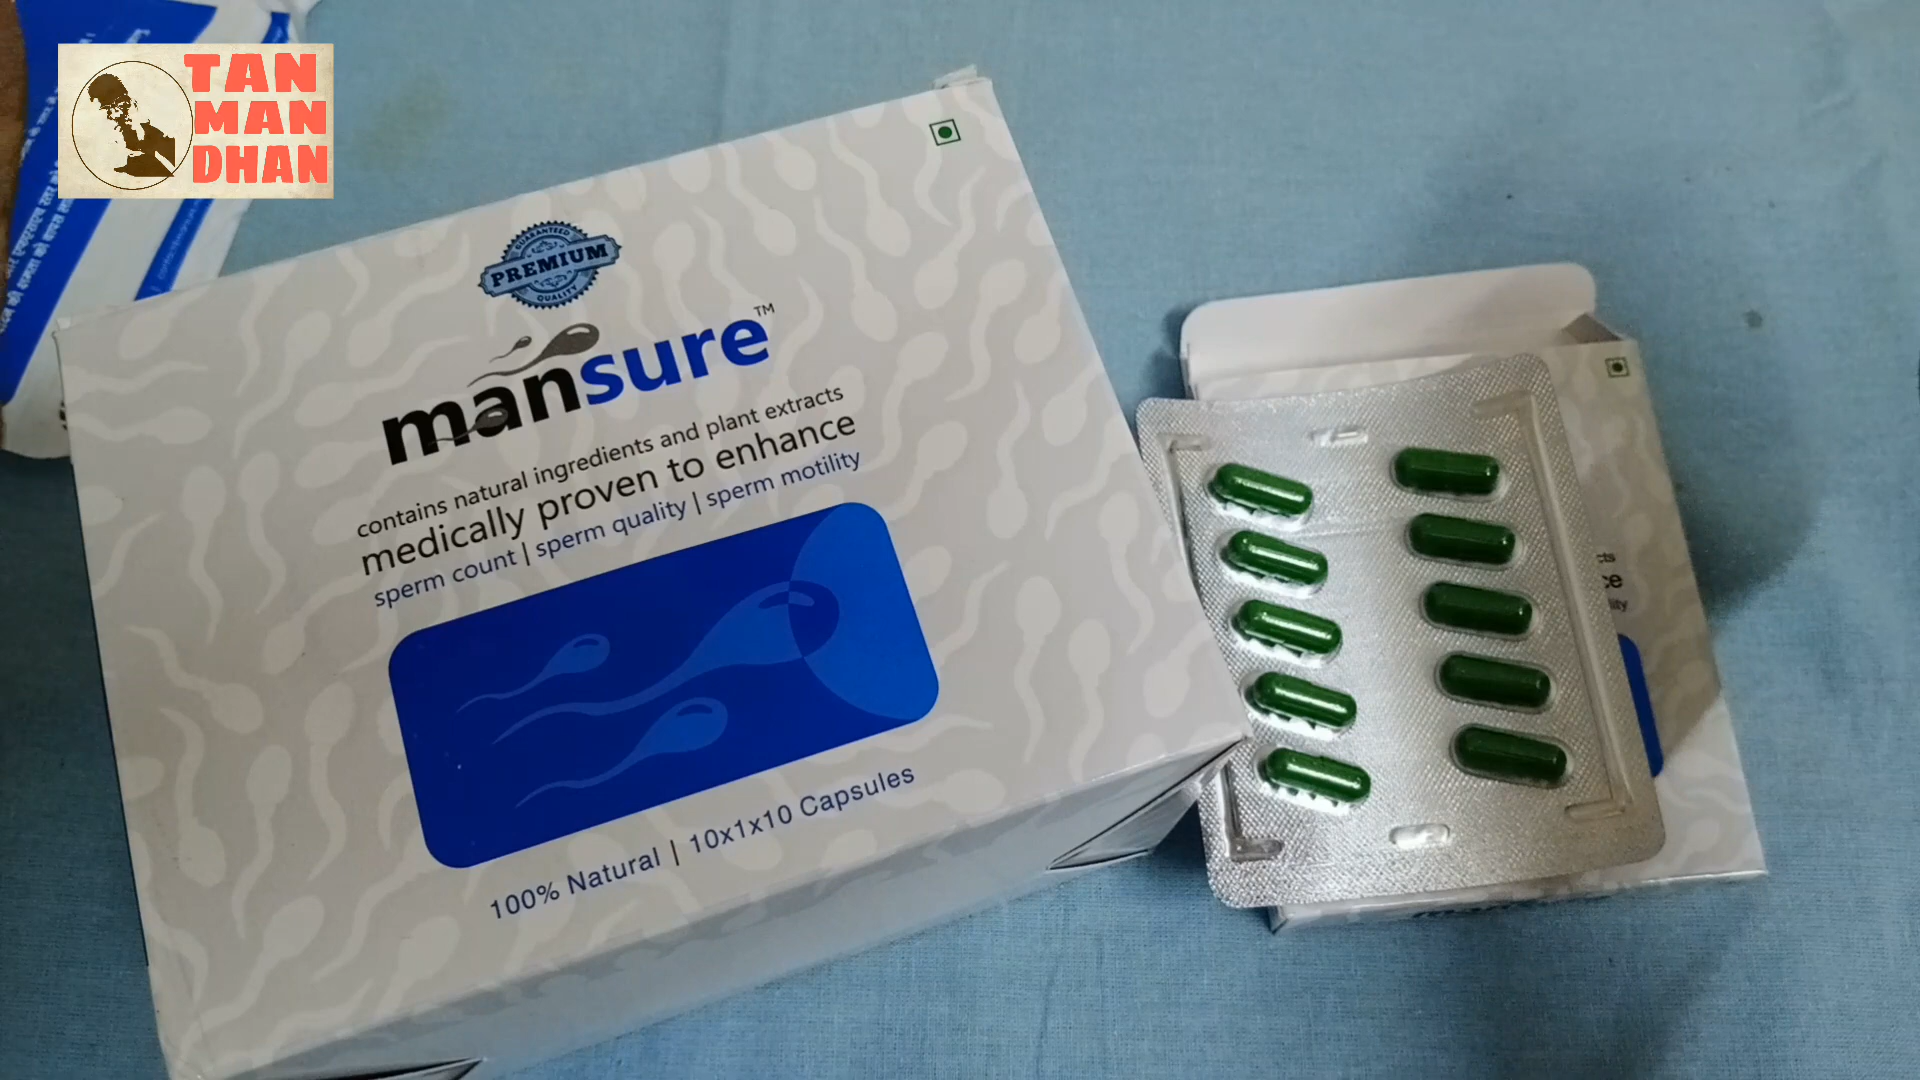 TAN
MAN
DHAN
GUARANTEED
PREMIUM
QUALITY
mansure™
contains natural ingredients and plant extracts
medically proven to enhance
sperm count | sperm quality | sperm motility
100% Natural | 10x1x10 Capsules